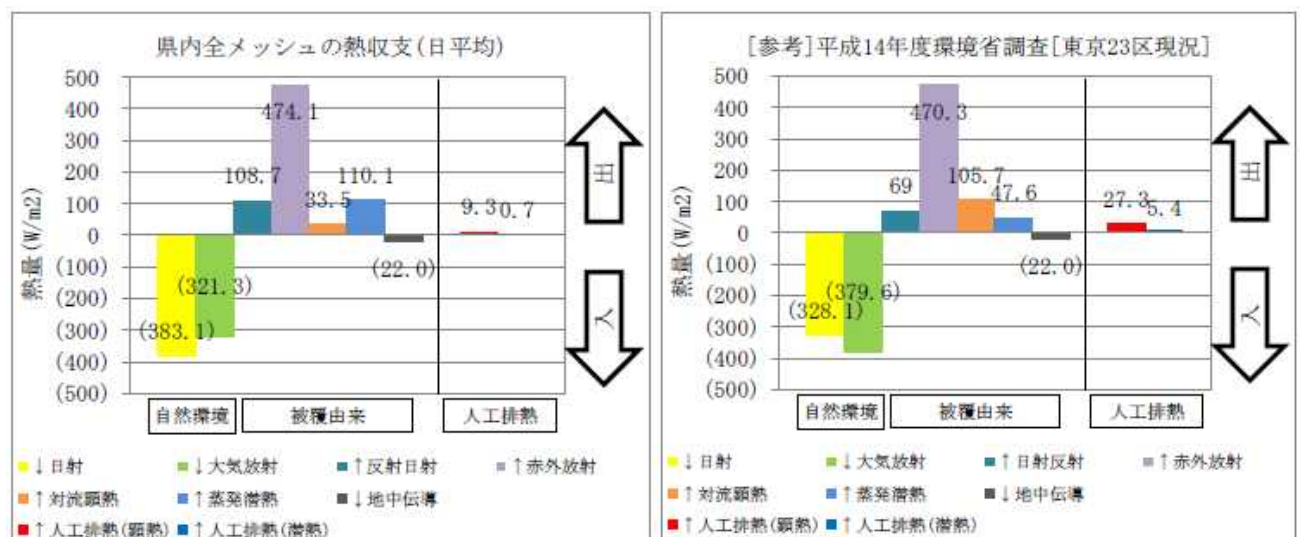 県内全メッシュの熱収支(日平均)
500
400
300
200
100
0
(100)
(200)
(300)
(400)
(500)
熱量(W/m2)
474.1
108.7
33.5
110.1
9.3
0.7
(22.0)
(321.3)
(383.1)
出
入
自然環境
被覆由来
人工排熱
↓日射
↓大気放射
↑反射日射
↑赤外放射
↑対流顕熱
↑蒸発潜熱
↓地中伝導
↑人工排熱(顕熱)
↑人工排熱(潜熱)
[参考]平成14年度環境省調査[東京23区現況]
500
400
300
200
100
0
(100)
(200)
(300)
(400)
(500)
熱量(W/m2)
470.3
69
105.7
47.6
27.3
5.4
(22.0)
(379.6)
(328.1)
出
入
自然環境
被覆由来
人工排熱
↓日射
↓大気放射
↑日射反射
↑赤外放射
↑対流顕熱
↑蒸発潜熱
↓地中伝導
↑人工排熱(顕熱)
↑人工排熱(潜熱)